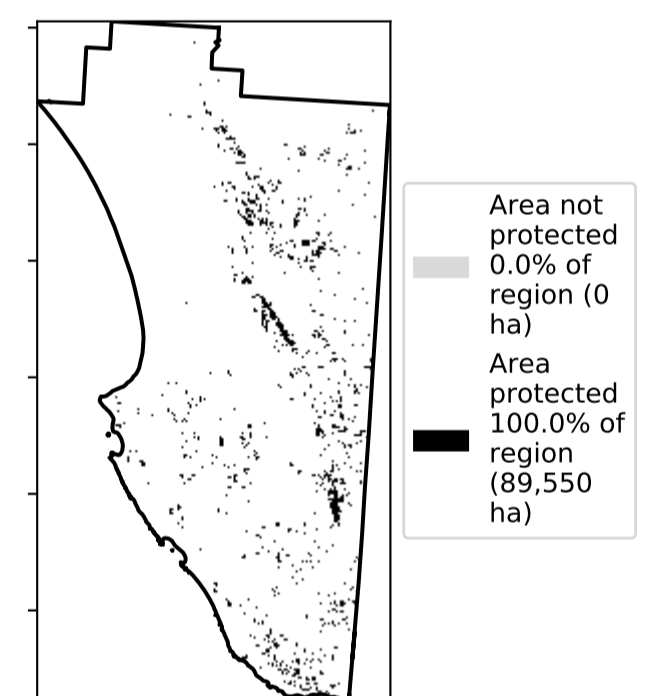 Area not
protected
0.0% of
region (0
ha)
Area
protected
100.0% of
region
(89,550
ha)